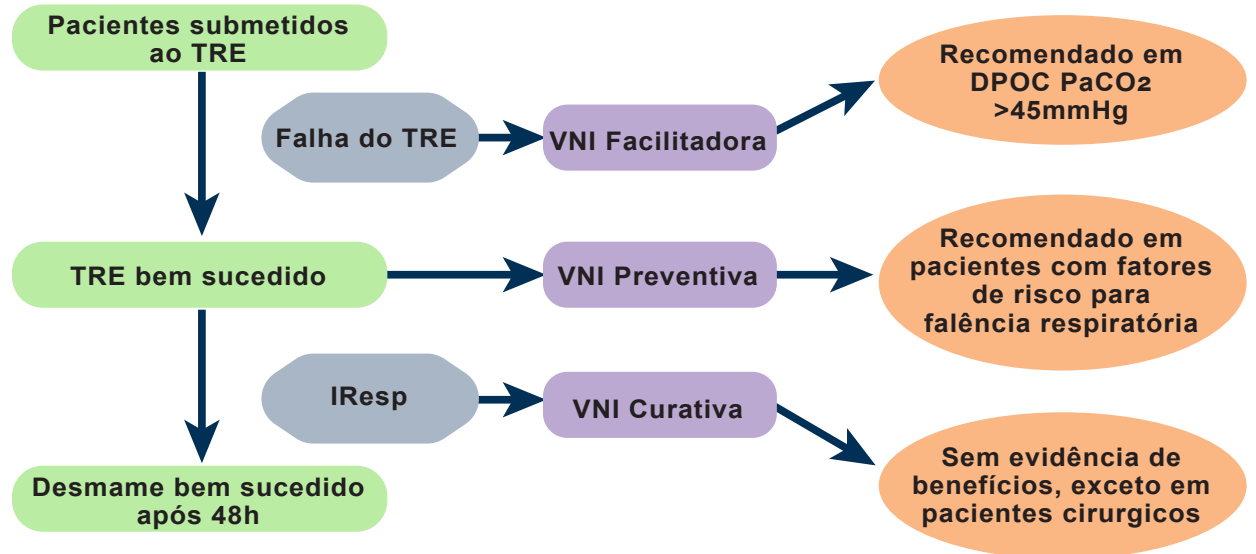 Pacientes submetidos
ao TRE
Falha do TRE
VNI Facilitadora
Recomendado em
DPOC PaCO2
>45mmHg
TRE bem sucedido
VNI Preventiva
Recomendado em
pacientes com fatores
de risco para
falência respiratória
IResp
VNI Curativa
Desmame bem sucedido
após 48h
Sem evidência de
benefícios, exceto em
pacientes cirurgicos